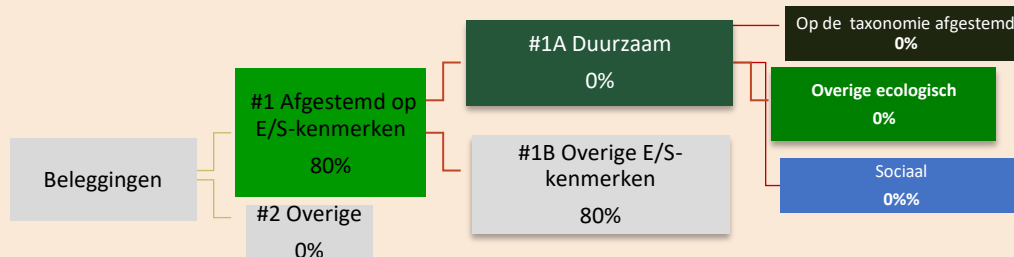 Beleggingen
#1 Afgestemd op
E/S-kenmerken
80%
#2 Overige
0%
#1A Duurzaam
0%
#1B Overige E/S-
kenmerken
80%
Op de taxonomie afgestemd
0%
Overige ecologisch
0%
Sociaal
0%%